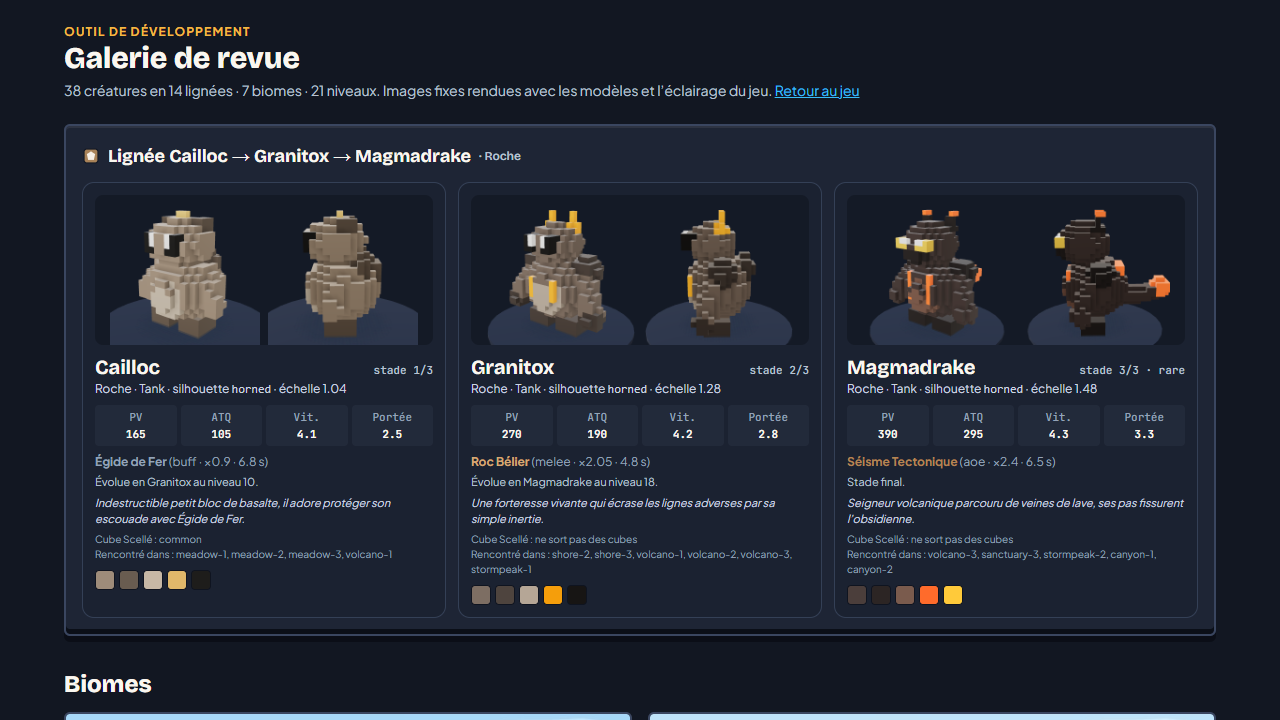 OUTIL DE DÉVELOPPEMENT
Galerie de revue
38 créatures en 14 lignées · 7 biomes · 21 niveaux. Images fixes rendues avec les modèles et l'éclairage du jeu. Retour au jeu
Lignée Cailloc → Granitox → Magmadrake · Roche
Cailloc stade 1/3
Roche · Tank · silhouette horned · échelle 1.04
PV ATQ Vit. Portée
165 105 4.1 2.5
Égide de Fer (buff · ×0.9 · 6.8 s)
Évolue en Granitox au niveau 10.
Indestructible petit bloc de basalte, il adore protéger son
escouade avec Égide de Fer.
Cube Scellé : common
Rencontré dans : meadow-1, meadow-2, meadow-3, volcano-1
Granitox stade 2/3
Roche · Tank · silhouette horned · échelle 1.28
PV ATQ Vit. Portée
270 190 4.2 2.8
Roc Bélier (melee · ×2.05 · 4.8 s)
Évolue en Magmadrake au niveau 18.
Une forteresse vivante qui écrase les lignes adverses par sa
simple inertie.
Cube Scellé : ne sort pas des cubes
Rencontré dans : shore-2, shore-3, volcano-1, volcano-2, volcano-3,
stormpeak-1
Magmadrake stade 3/3 · rare
Roche · Tank · silhouette horned · échelle 1.48
PV ATQ Vit. Portée
390 295 4.3 3.3
Séisme Tectonique (aoe · ×2.4 · 6.5 s)
Stade final.
Seigneur volcanique parcouru de veines de lave, ses pas fissurent
l'obsidienne.
Cube Scellé : ne sort pas des cubes
Rencontré dans : volcano-3, sanctuary-3, stormpeak-2, canyon-1,
canyon-2
Biomes